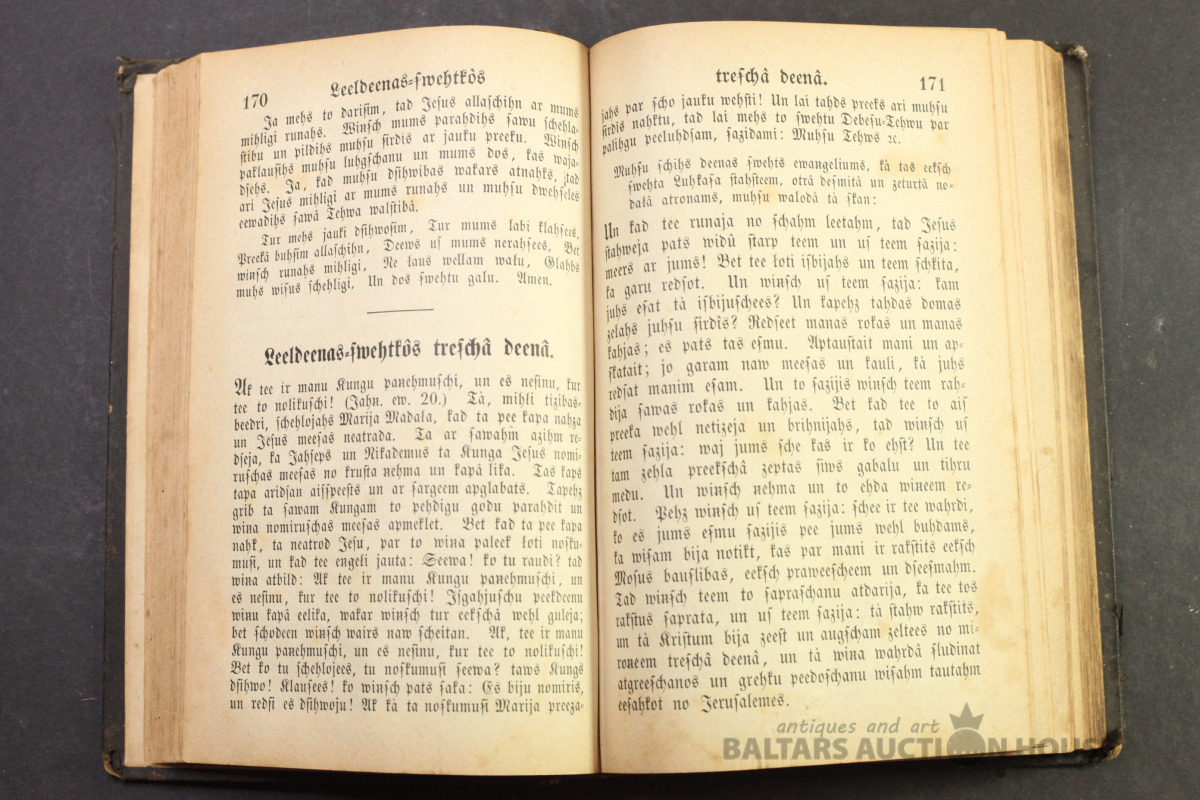 170
Leeldeenas-ſwehtkôs
Ja mehs to dariſim, tad Jeſus allaſchihn ar mums
mihligi runahs. Winſch mums parahdihs ſawu ſchehla-
ſtibu un pildihs muhſu ſirdis ar jauku preeku. Winſch
paklauſihs muhſu luhgſchanu un mums dos, kas waja-
dſehs. Ja, kad muhſu dſihwibas wakars atnahks, tad
ari Jeſus mihligi ar mums runahs un muhſu dwehſeles
eewadihs ſawâ Tehwa walſtibâ.
Tur mehs jauki dſihwoſim, Tur mums labi klahſees,
Preekâ buhſim allaſchihn, Deews uſ mums nerahſees, Bet
winſch runahs mihligi, Ne ſaus wellam waļu, Glahbs
muhs wiſus ſchehligi, Un dos ſwehtu galu. Amen.
Leeldeenas-ſwehtkôs treſchâ deenâ.
Ak tee ir manu Kungu panehmuſchi, un es neſinu, kur
tee to nolikuſchi! (Jahn. ew. 20.) Tà, mihli tizibas-
beedri, ſchehlojahs Marija Madaļa, kad ta pee kapa nahza
un Jeſus meeſas neatrada. Ta ar ſawahm azihm re-
dſeja, ka Jahſeps un Nikademus ta Kunga Jeſus nomi-
ruſchas meeſas no kruſta nehma un kapâ lika. Tas kaps
tapa aridſan aiſſpeeſts un ar ſargeem apglabats. Tapehz
grib ta ſawam Kungam to pehdigu godu parahdit un
wina nomiruſchas meeſas apmeklet. Bet kad ta pee kapa
nahk, ta neatrod Jeſu, par to wina paleek ļoti noſku-
muſi, un kad tee engeļi jauta: Seewa! ko tu raudi? tad
wina atbild: Ak tee ir manu Kungu panehmuſchi, un
es neſinu, kur tee to nolikuſchi! Iſgahjuſchu peekdeenu
winu kapâ eelika, wakar winſch tur eekſchâ wehl guleja;
bet ſchodeen winſch wairs naw ſcheitan. Ak, tee ir manu
Kungu panehmuſchi, un es neſinu, kur tee to nolikuſchi!
Bet ko tu ſchehlojees, tu noſkumuſi ſeewa? taws Kungs
dſihwo! Klauſees! ko winſch pats ſaka: Es biju nomiris,
un redſi es dſihwoju! Ak kà ta noſkumuſi Marija preeza-
treſchâ deenâ.
171
jahs par ſcho jauku wehſti! Un lai tahds preeks ari muhſu
ſirdis nahktu, tad lai mehs to ſwehtu Debeſu-Tehwu par
palihgu peeluhdſam, ſazidami: Muhſu Tehws ꝛc.
Muhſu ſchihs deenas ſwehts ewangeliums, kà tas eekſch
ſwehta Luhkaſa ſtahſteem, otrâ deſmitâ un zeturtâ no-
daļâ atronams, muhſu walodâ tà ſkan:
Un kad tee runaja no ſchahm leetahm, tad Jeſus
ſtahweja pats widû ſtarp teem un uſ teem ſazija:
meers ar jums! Bet tee ļoti iſbijahs un teem ſchkita,
ka garu redſot. Un winſch uſ teem ſazija: kam
juhs eſat tà iſbijuſchees? Un kapehz tahdas domas
zelahs juhſu ſirdîs? Redſeet manas rokas un manas
kahjas; es pats tas eſmu. Aptauſtait mani un ap-
ſkatait; jo garam naw meeſas un kauli, kà juhs
redſat manim eſam. Un to ſazijis winſch teem rah-
dija ſawas rokas un kahjas. Bet kad tee to aiſ
preeka wehl netizeja un brihnijahs, tad winſch uſ
teem ſazija: waj jums ſche kas ir ko ehſt? Un tee
tam zehla preekſchâ zeptas ſiws gabalu un tihru
medu. Un winſch nehma un to ehda wineem re-
dſot. Pehz winſch uſ teem ſazija: ſchee ir tee wahrdi,
ko es jums eſmu ſazijis pee jums wehl buhdams,
ka wiſam bija notikt, kas par mani ir rakſtits eekſch
Moſus bauſlibas, eekſch praweeſcheem un dſeeſmahm.
Tad winſch teem to ſapraſchanu atdarija, ka tee tos
rakſtus ſaprata, un uſ teem ſazija: tà ſtahw rakſtits,
un tà Kriſtum bija zeeſt un augſcham zeltees no mi-
roneem treſchâ deenâ, un tà wina wahrdâ ſludinat
atgreeſchanos un grehku peedoſchanu wiſahm tautahm
eeſahkot no Jeruſalemes.
antiques and art
BALTARS AUCTION HOUSE